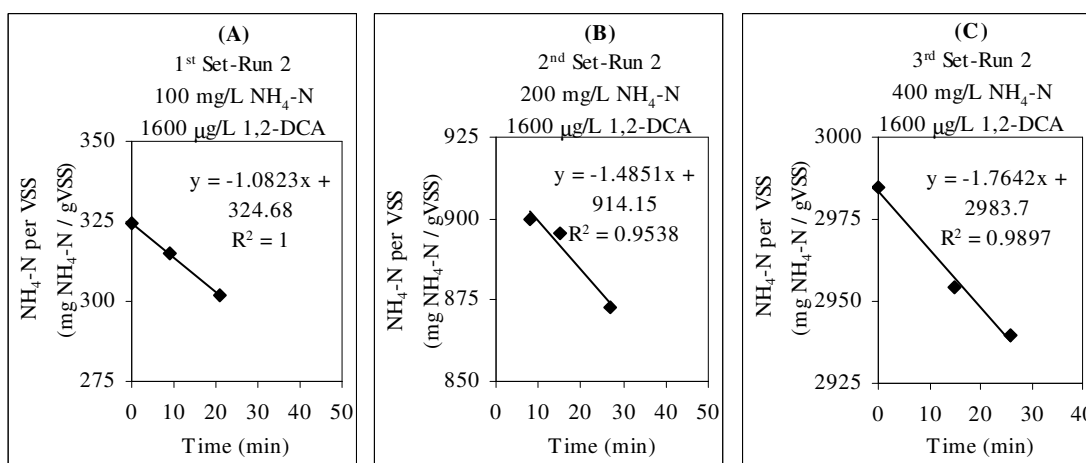 (A)
1st Set-Run 2
100 mg/L NH4-N
1600 µg/L 1,2-DCA
350
325
300
275
0 10 20 30 40 50
y = -1.0823x +
324.68
R2 = 1
NH4-N per VSS
(mg NH4-N / gVSS)
Time (min)
(B)
2nd Set-Run 2
200 mg/L NH4-N
1600 µg/L 1,2-DCA
925
900
875
850
0 10 20 30 40 50
y = -1.4851x +
914.15
R2 = 0.9538
NH4-N per VSS
(mg NH4-N / gVSS)
Time (min)
(C)
3rd Set-Run 2
400 mg/L NH4-N
1600 µg/L 1,2-DCA
3000
2975
2950
2925
0 10 20 30 40
y = -1.7642x +
2983.7
R2 = 0.9897
NH4-N per VSS
(mg NH4-N / gVSS)
Time (min)